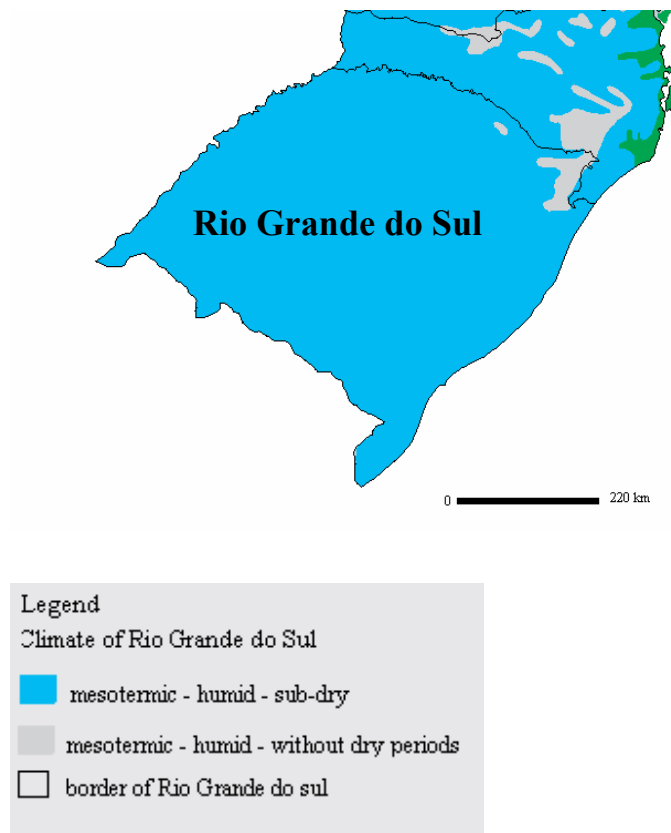 Rio Grande do Sul
0 220 km
Legend
Climate of Rio Grande do Sul
mesotermic - humid - sub-dry
mesotermic - humid - without dry periods
border of Rio Grande do sul